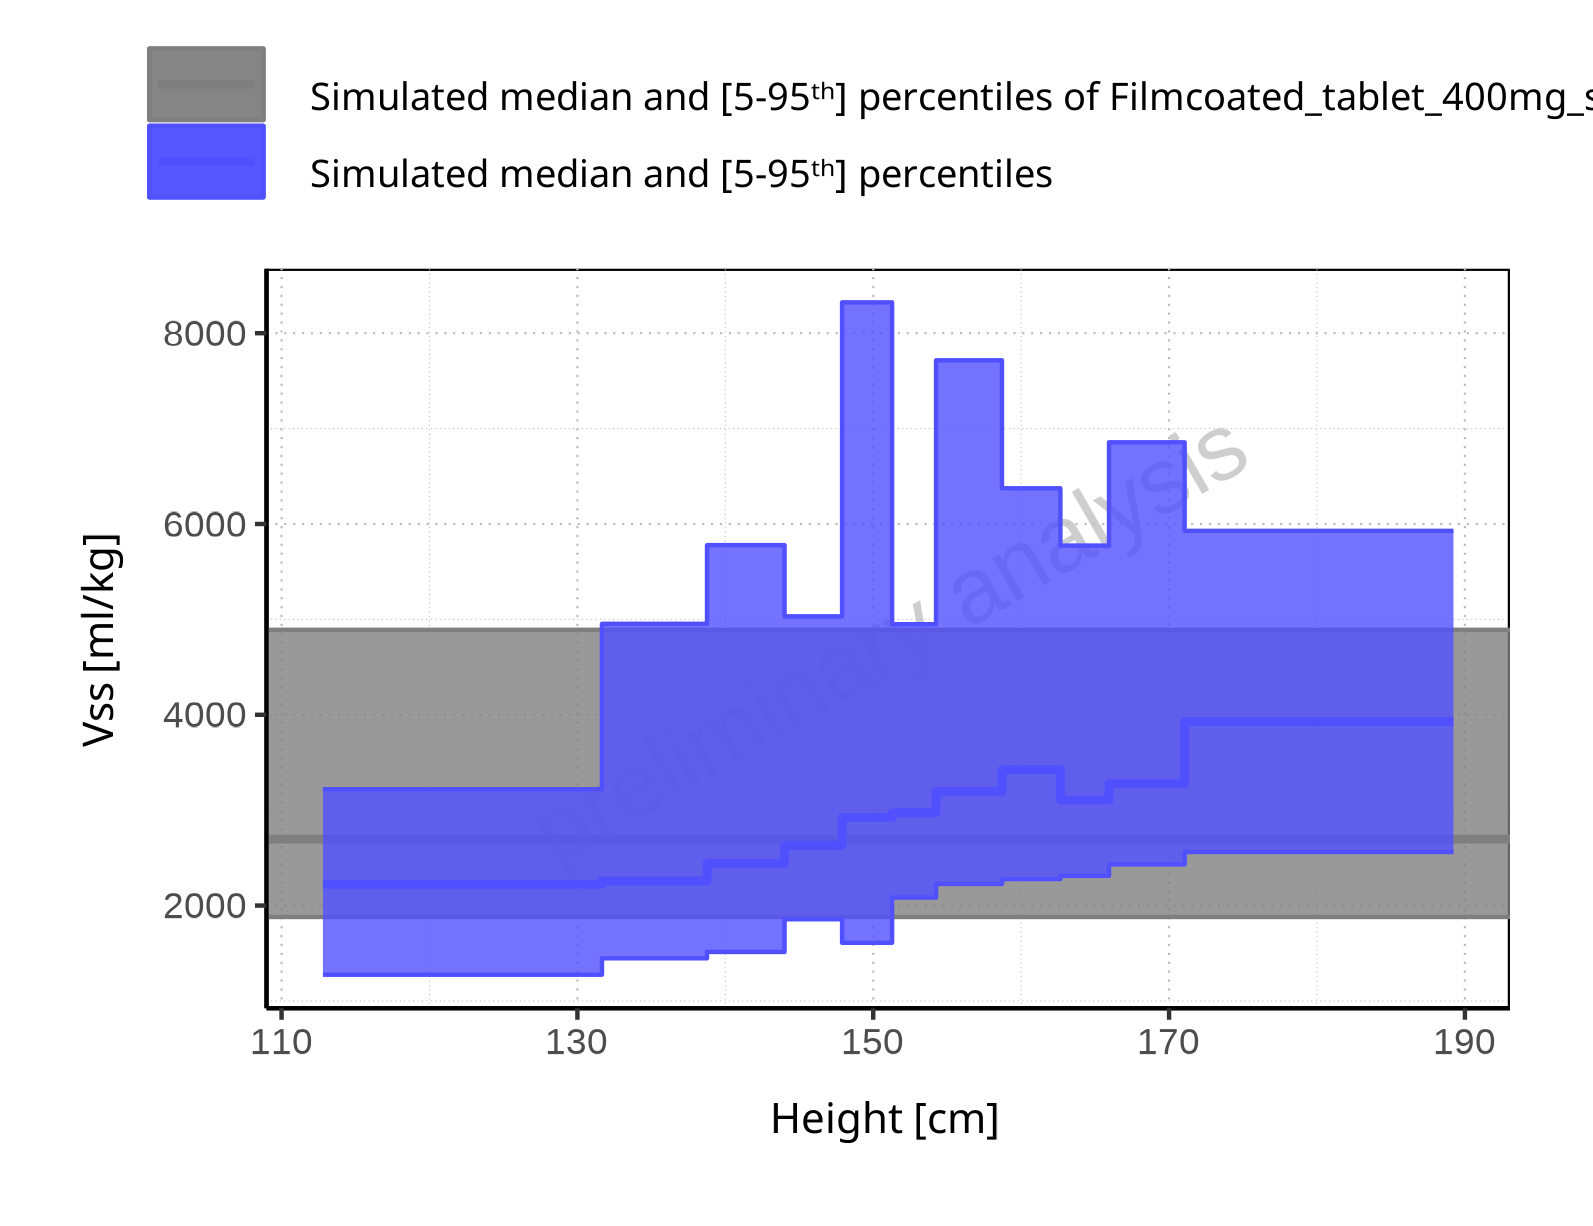 Simulated median and [5-95th] percentiles of Filmcoated_tablet_400mg_s
Simulated median and [5-95th] percentiles
8000
6000
4000
2000
Vss [ml/kg]
preliminary analysis
110 130 150 170 190
Height [cm]